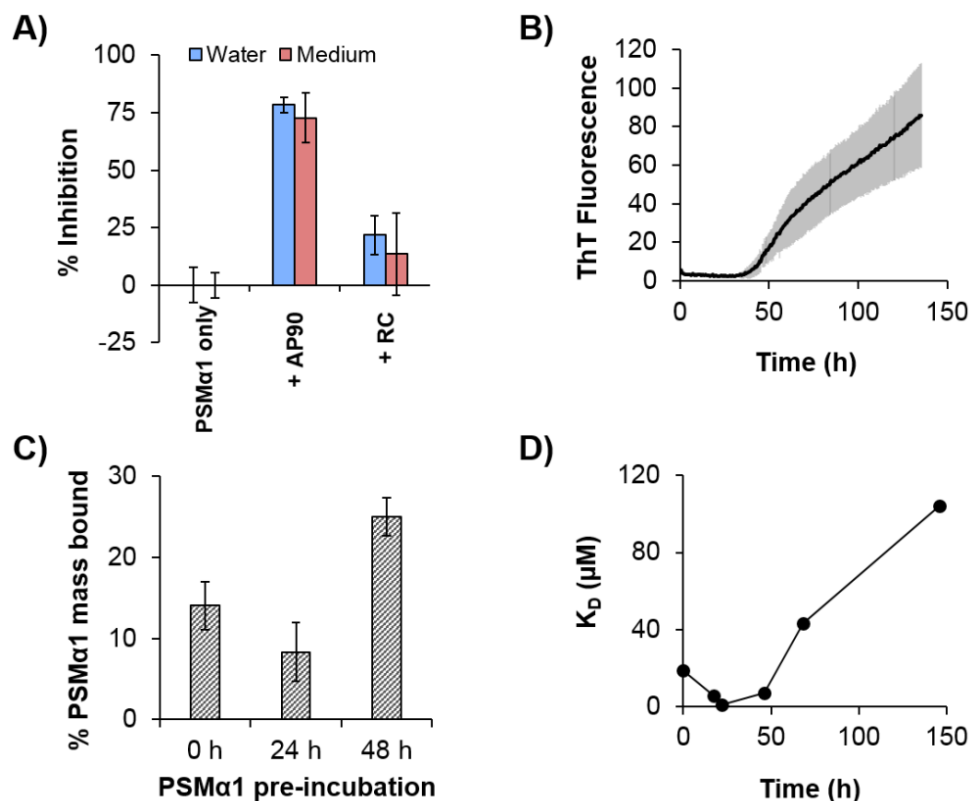 A)
Water Medium
% Inhibition
100
75
50
25
0
-25
PSMα1 only
+ AP90
+ RC
B)
ThT Fluorescence
120
100
80
60
40
20
0
0 50 100 150
Time (h)
C)
% PSMα1 mass bound
30
20
10
0
0 h 24 h 48 h
PSMα1 pre-incubation
D)
K_D (µM)
120
80
40
0
0 50 100 150
Time (h)